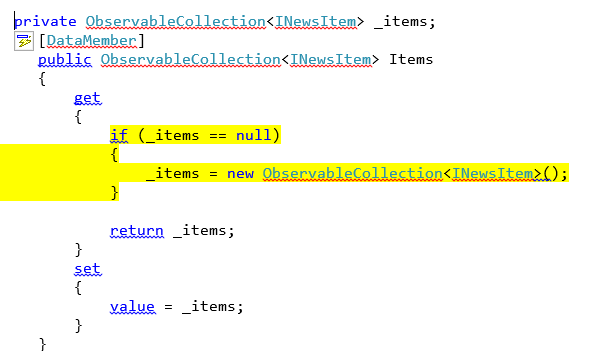 private ObservableCollection<INewsItem> _items;
[DataMember]
public ObservableCollection<INewsItem> Items
{
get
{
if (_items == null)
{
_items = new ObservableCollection<INewsItem>();
}
return _items;
}
set
{
value = _items;
}
}